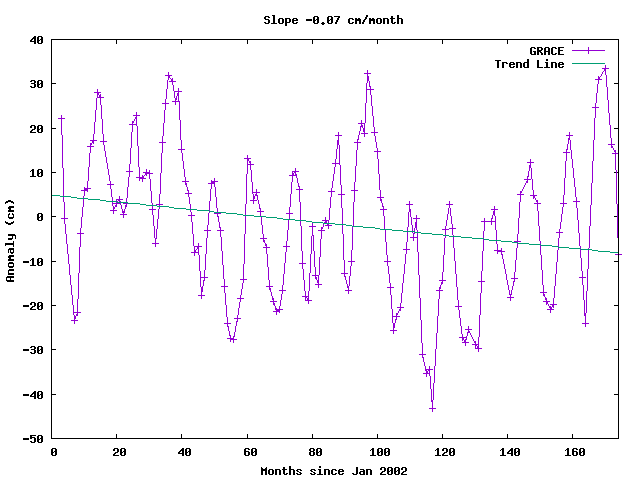 Slope -0.07 cm/month
40
30
20
10
0
-10
-20
-30
-40
-50
Anomaly (cm)
GRACE
Trend Line
0 20 40 60 80 100 120 140 160
Months since Jan 2002